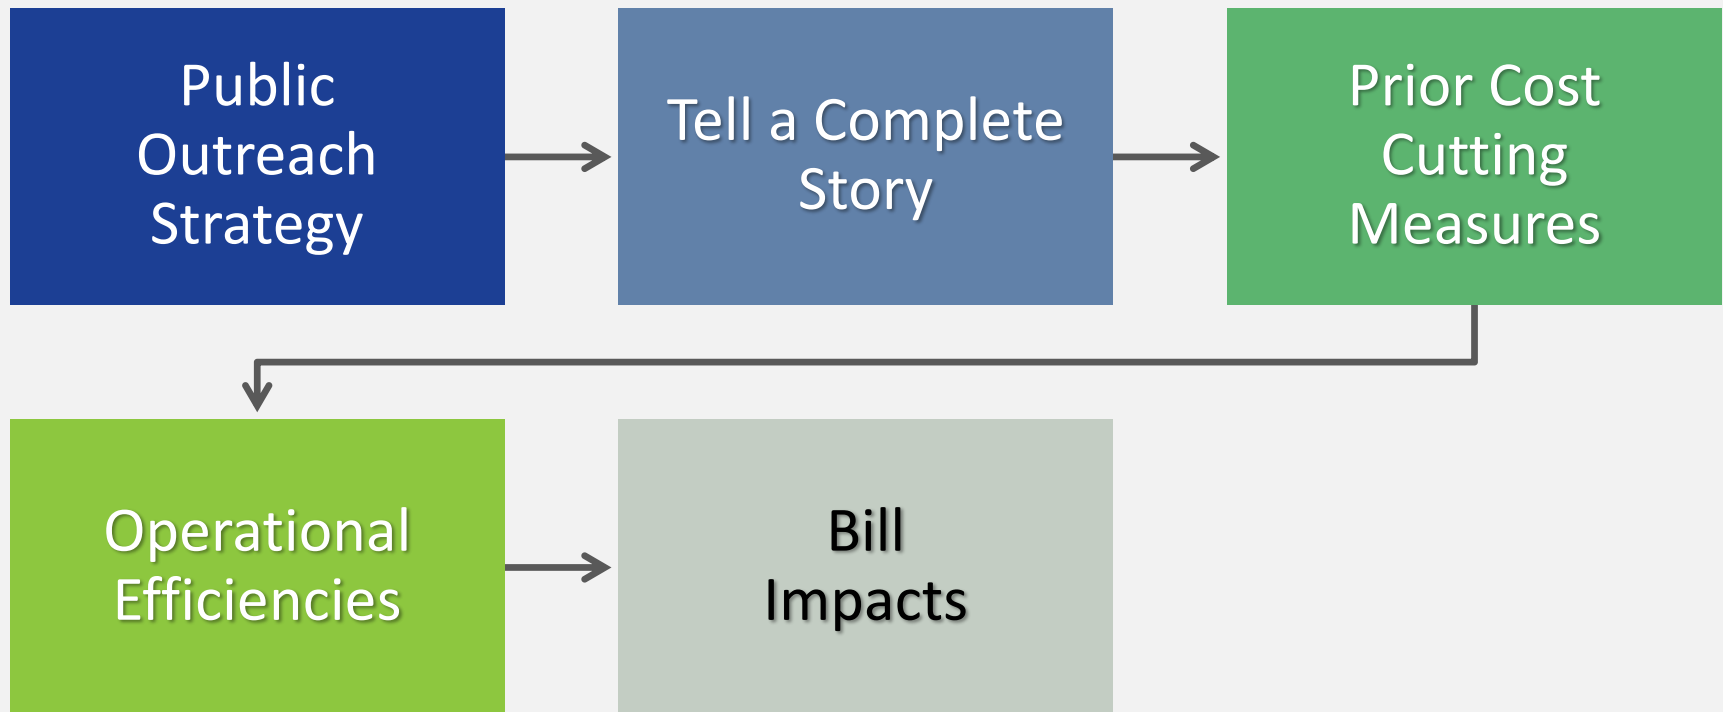 Public
Outreach
Strategy
Tell a Complete
Story
Prior Cost
Cutting
Measures
Operational
Efficiencies
Bill
Impacts